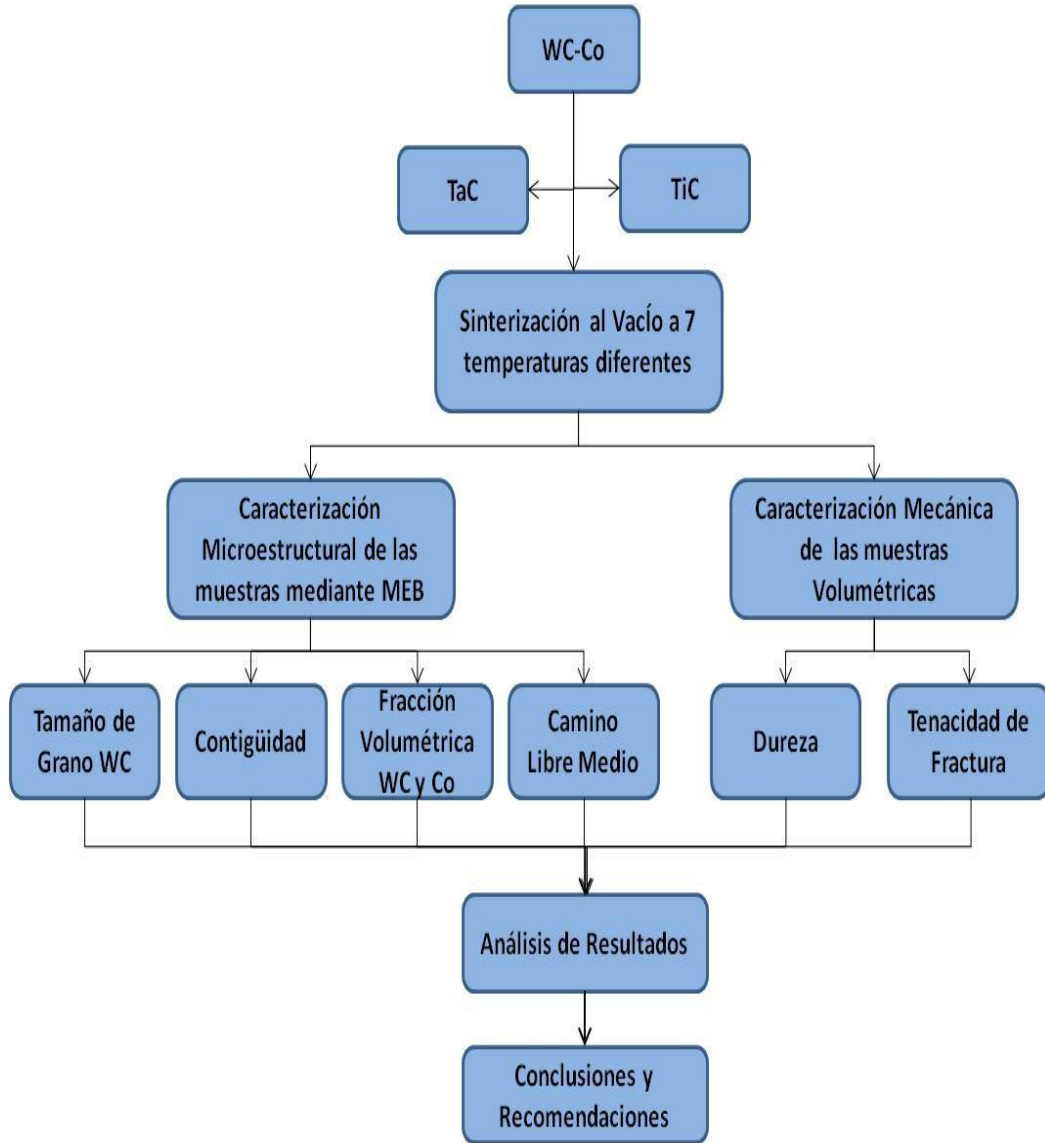 WC-Co
TaC
TiC
Sinterización al VacÍo a 7
temperaturas diferentes
Caracterización
Microestructural de las
muestras mediante MEB
Caracterización Mecánica
de las muestras
Volumétricas
Tamaño de
Grano WC
Contigüidad
Fracción
Volumétrica
WC y Co
Camino
Libre Medio
Dureza
Tenacidad de
Fractura
Análisis de Resultados
Conclusiones y
Recomendaciones